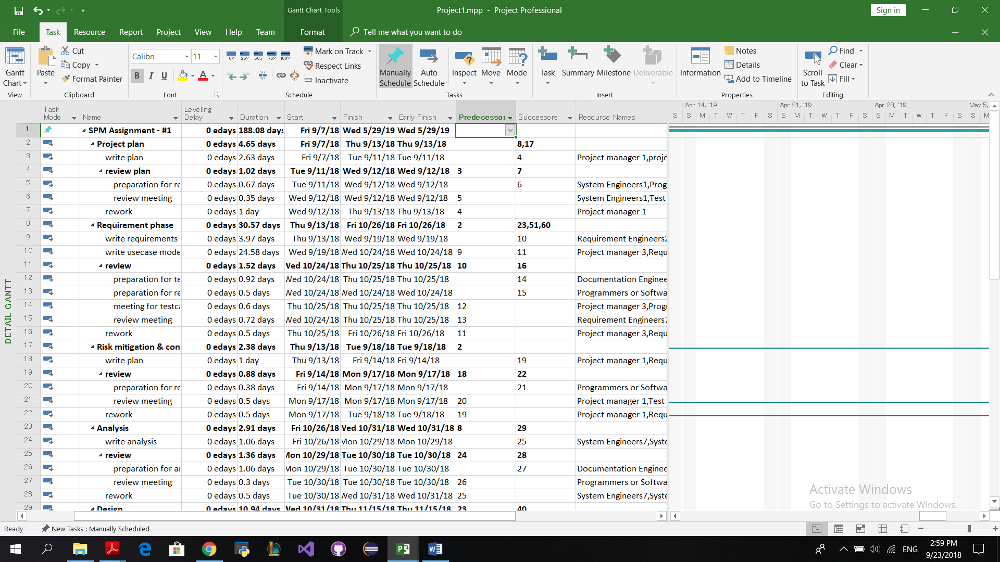 Gantt Chart Tools
Project1.mpp - Project Professional
Sign in
File Task Resource Report Project View Help Team Format Tell me what you want to do
Gantt Chart
View
Paste
Cut
Copy
Format Painter
Clipboard
Calibri 11
B I U A
Font
0% 25% 50% 75% 100%
Mark on Track
Respect Links
Inactivate
Schedule
Manually Schedule
Auto Schedule
Inspect
Move
Mode
Tasks
Task
Summary
Milestone
Deliverable
Insert
Information
Notes
Details
Add to Timeline
Properties
Scroll to Task
Find
Clear
Fill
Editing
DETAIL GANTT
Task Mode Name Leveling Delay Duration Start Finish Early Finish Predecessor Successors Resource Names
Apr 14, '19 Apr 21, '19 Apr 28, '19 May 5,
S S M T W T F S S M T W T F S S M T W T F S S M
1 SPM Assignment - #1 0 edays 188.08 days Fri 9/7/18 Wed 5/29/19 Wed 5/29/19
2 Project plan 0 edays 4.65 days Fri 9/7/18 Thu 9/13/18 Thu 9/13/18 8,17
3 write plan 0 edays 2.63 days Fri 9/7/18 Tue 9/11/18 Tue 9/11/18 4 Project manager 1,proje
4 review plan 0 edays 1.02 days Tue 9/11/18 Wed 9/12/18 Wed 9/12/18 3 7
5 preparation for re 0 edays 0.67 days Tue 9/11/18 Wed 9/12/18 Wed 9/12/18 6 System Engineers1,Prog
6 review meeting 0 edays 0.35 days Wed 9/12/18 Wed 9/12/18 Wed 9/12/18 5 System Engineers1,Test
7 rework 0 edays 1 day Wed 9/12/18 Thu 9/13/18 Thu 9/13/18 4 Project manager 1
8 Requirement phase 0 edays 30.57 days Thu 9/13/18 Fri 10/26/18 Fri 10/26/18 2 23,51,60
9 write requirements 0 edays 3.97 days Thu 9/13/18 Wed 9/19/18 Wed 9/19/18 10 Requirement Engineers2
10 write usecase mode 0 edays 24.58 days Wed 9/19/18 Wed 10/24/18 Wed 10/24/18 9 11 Project manager 3,Requ
11 review 0 edays 1.52 days Wed 10/24/18 Thu 10/25/18 Thu 10/25/18 10 16
12 preparation for te 0 edays 0.92 days Wed 10/24/18 Thu 10/25/18 Thu 10/25/18 14 Documentation Enginee
13 preparation for re 0 edays 0.5 days Wed 10/24/18 Wed 10/24/18 Wed 10/24/18 15 Programmers or Softwa
14 meeting for testca 0 edays 0.6 days Thu 10/25/18 Thu 10/25/18 Thu 10/25/18 12 Project manager 3,Prog
15 review meeting 0 edays 0.72 days Wed 10/24/18 Thu 10/25/18 Thu 10/25/18 13 Requirement Engineers7
16 rework 0 edays 0.5 days Thu 10/25/18 Fri 10/26/18 Fri 10/26/18 11 Project manager 3,Requ
17 Risk mitigation & con 0 edays 2.38 days Thu 9/13/18 Tue 9/18/18 Tue 9/18/18 2
18 write plan 0 edays 1 day Thu 9/13/18 Fri 9/14/18 Fri 9/14/18 19 Project manager 1,Requ
19 review 0 edays 0.88 days Fri 9/14/18 Mon 9/17/18 Mon 9/17/18 18 22
20 preparation for re 0 edays 0.38 days Fri 9/14/18 Mon 9/17/18 Mon 9/17/18 21 Programmers or Softwa
21 review meeting 0 edays 0.5 days Mon 9/17/18 Mon 9/17/18 Mon 9/17/18 20 Project manager 1,Test
22 rework 0 edays 0.5 days Mon 9/17/18 Tue 9/18/18 Tue 9/18/18 19 Project manager 1,Requ
23 Analysis 0 edays 2.91 days Fri 10/26/18 Wed 10/31/18 Wed 10/31/18 8 29
24 write analysis 0 edays 1.06 days Fri 10/26/18 Mon 10/29/18 Mon 10/29/18 25 System Engineers7,Syste
25 review 0 edays 1.36 days Mon 10/29/18 Tue 10/30/18 Tue 10/30/18 24 28
26 preparation for ar 0 edays 1.06 days Mon 10/29/18 Tue 10/30/18 Tue 10/30/18 27 Documentation Enginee
27 review meeting 0 edays 0.3 days Tue 10/30/18 Tue 10/30/18 Tue 10/30/18 26 Programmers or Softwa
28 rework 0 edays 0.5 days Tue 10/30/18 Wed 10/31/18 Wed 10/31/18 25 System Engineers7,Syste
29 Design 0 edays 10.94 days Wed 10/31/18 Thu 11/15/18 Thu 11/15/18 23 40
Activate Windows
Go to Settings to activate Windows.
Ready New Tasks : Manually Scheduled
ENG
2:59 PM
9/23/2018